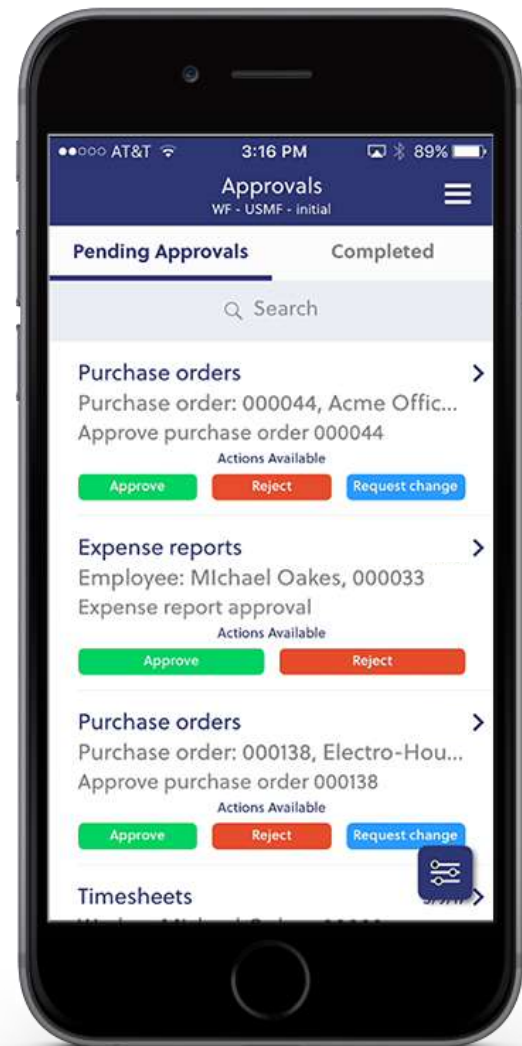 AT&T 3:16 PM 89%
Approvals
WF - USMF - initial
Pending Approvals Completed
Search
Purchase orders
Purchase order: 000044, Acme Offic...
Approve purchase order 000044
Actions Available
Approve Reject Request change
Expense reports
Employee: MIchael Oakes, 000033
Expense report approval
Actions Available
Approve Reject
Purchase orders
Purchase order: 000138, Electro-Hou...
Approve purchase order 000138
Actions Available
Approve Reject Request change
Timesheets